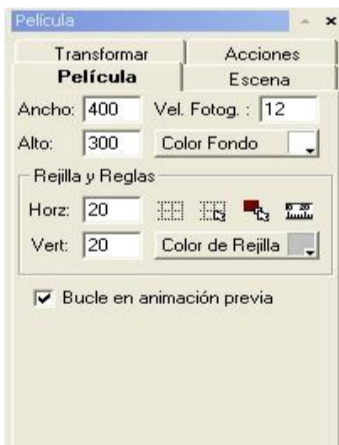 Película
Transformar Acciones
Película Escena
Ancho: 400 Vel. Fotog. : 12
Alto: 300 Color Fondo
Rejilla y Reglas
Horz: 20
Vert: 20 Color de Rejilla
Bucle en animación previa